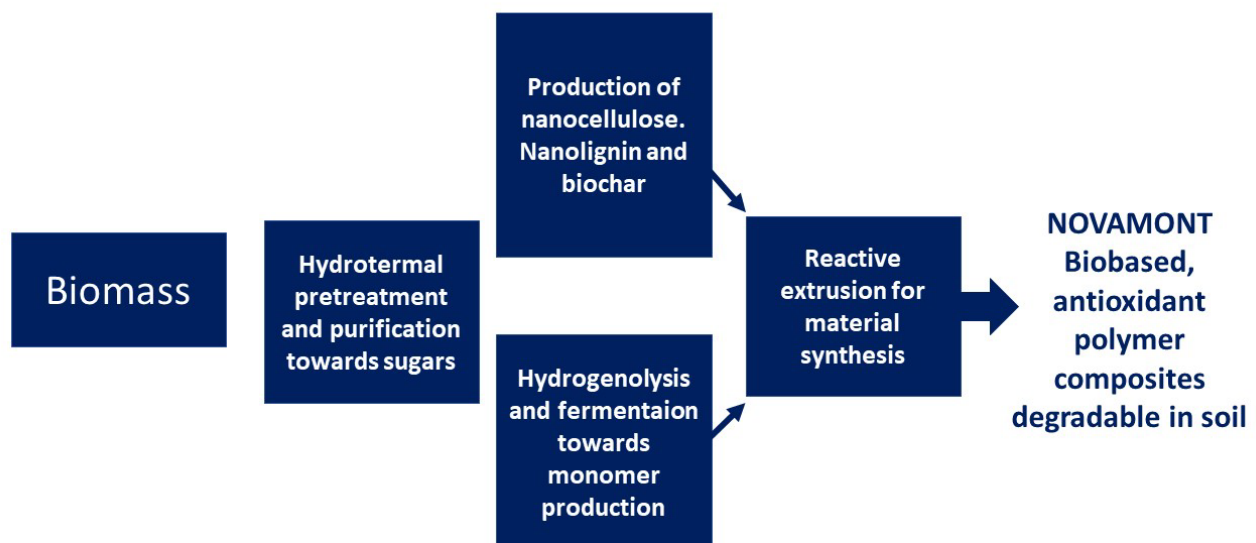 Biomass
Hydrotermal
pretreatment
and purification
towards sugars
Production of
nanocellulose.
Nanolignin and
biochar
Hydrogenolysis
and fermentaion
towards
monomer
production
Reactive
extrusion for
material
synthesis
NOVAMONT
Biobased,
antioxidant
polymer
composites
degradable in soil